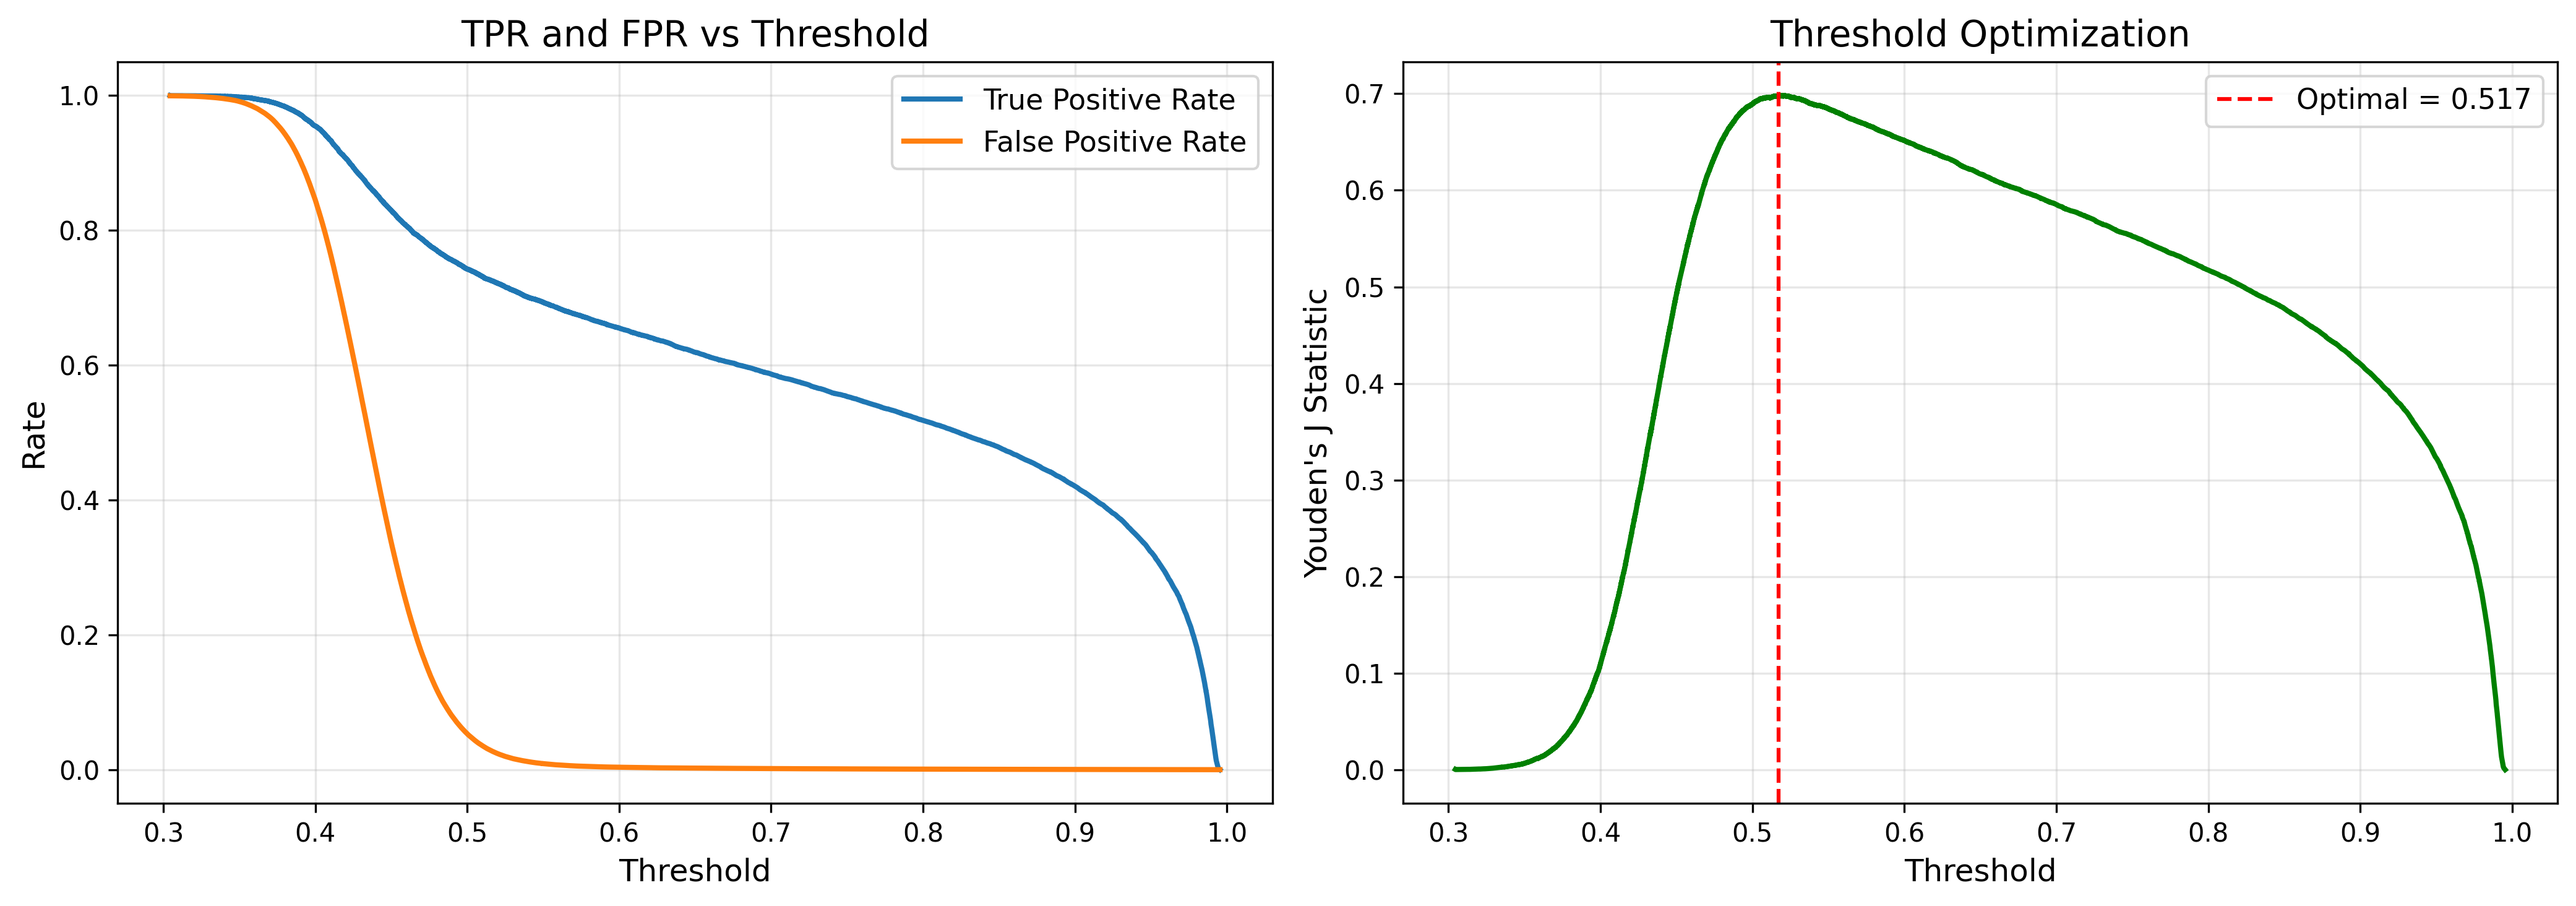 TPR and FPR vs Threshold
True Positive Rate
False Positive Rate
Rate
1.0
0.8
0.6
0.4
0.2
0.0
0.3 0.4 0.5 0.6 0.7 0.8 0.9 1.0
Threshold
Threshold Optimization
Optimal = 0.517
Youden's J Statistic
0.7
0.6
0.5
0.4
0.3
0.2
0.1
0.0
0.3 0.4 0.5 0.6 0.7 0.8 0.9 1.0
Threshold